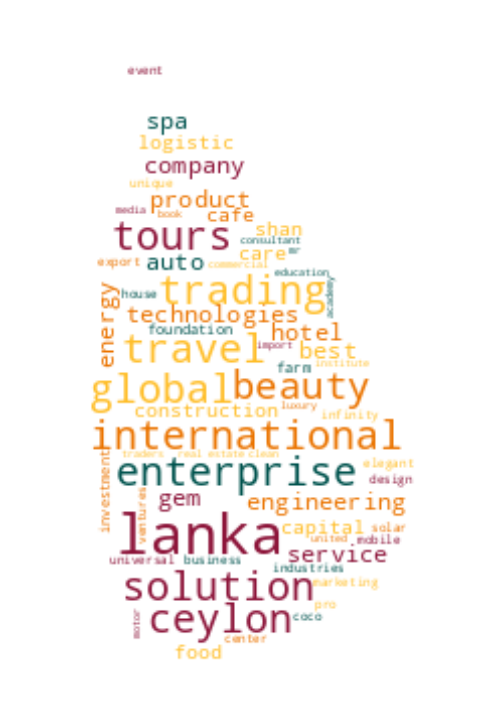 event
spa
logistic
company
unique
product
media
book
cafe
tours
shan
consultant
care
mr
export
auto
commercial
education
energy
house
trading
academy
technologies
foundation
hotel
travel
import
best
farm
institute
global
beauty
construction
luxury
infinity
international
traders
real estate
clean
enterprise
elegant
investment
design
gem
ventures
engineering
lanka
capital
solar
united
mobile
service
universal
business
industries
solution
marketing
pro
motor
ceylon
coco
center
food